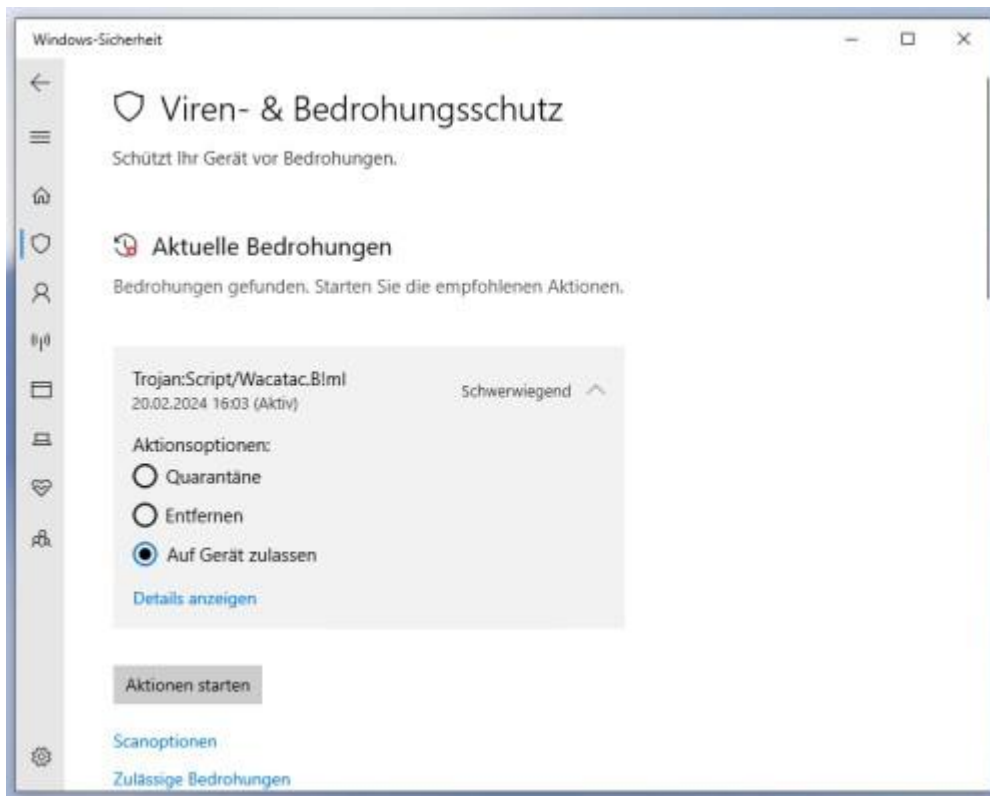 Windows-Sicherheit
Viren- & Bedrohungsschutz
Schützt Ihr Gerät vor Bedrohungen.
Aktuelle Bedrohungen
Bedrohungen gefunden. Starten Sie die empfohlenen Aktionen.
Trojan:Script/Wacatac.B!ml
Schwerwiegend
20.02.2024 16:03 (Aktiv)
Aktionsoptionen:
Quarantäne
Entfernen
Auf Gerät zulassen
Details anzeigen
Aktionen starten
Scanoptionen
Zulässige Bedrohungen